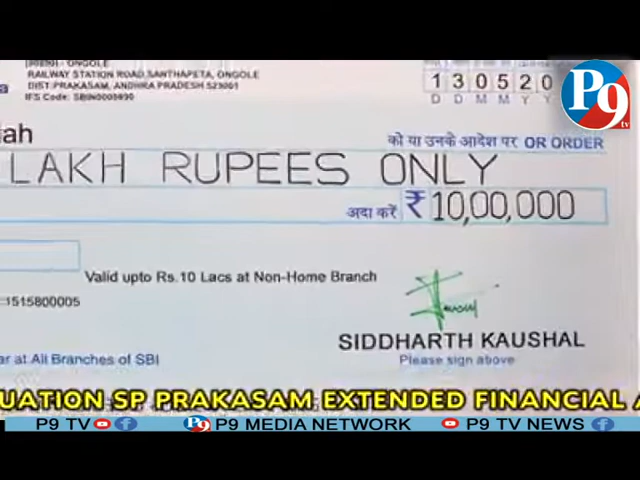 RAILWAY STATION ROAD, SANTHAPETA, ONGOLE
DIST: PRAKASAM, ANDHRA PRADESH 523001
IFS Code:
130520
D D M M Y Y
P9 tv
को या उनके आदेश पर OR ORDER
LAKH RUPEES ONLY
अदा करें ₹ 10,00,000
Valid upto Rs.10 Lacs at Non-Home Branch
1515800005
SIDDHARTH KAUSHAL
Please sign above
ar at All Branches of SBI
UATION SP PRAKASAM EXTENDED FINANCIAL A
P9 TV P9 MEDIA NETWORK P9 TV NEWS